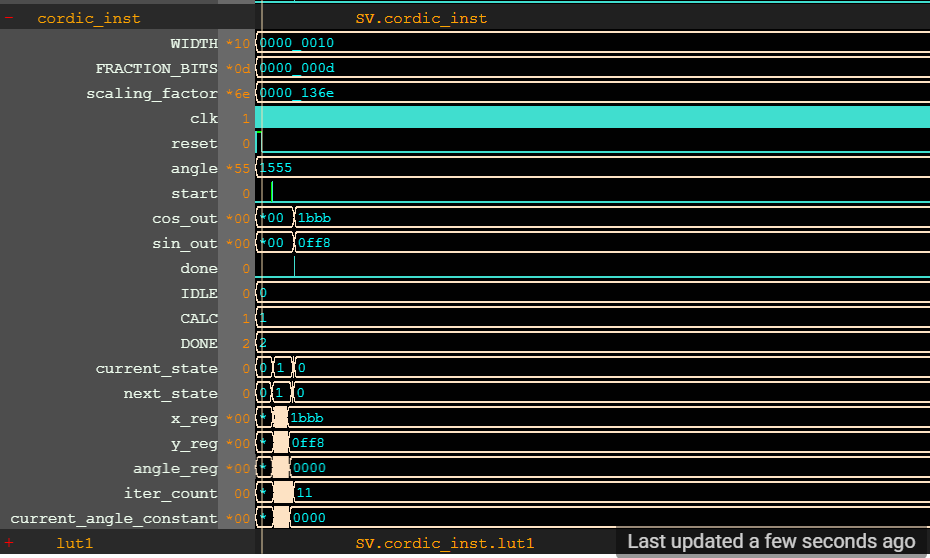 − cordic_inst SV.cordic_inst
WIDTH *10 0000_0010
FRACTION_BITS *0d 0000_000d
scaling_factor *6e 0000_136e
clk 1
reset 0
angle *55 1555
start 0
cos_out *00 *00 1bbb
sin_out *00 *00 0ff8
done 0
IDLE 0 0
CALC 1 1
DONE 2 2
current_state 0 0 1 0
next_state 0 0 1 0
x_reg *00 * 1bbb
y_reg *00 * 0ff8
angle_reg *00 * 0000
iter_count 00 * 11
current_angle_constant *00 * 0000
+ lut1 SV.cordic_inst.lut1
Last updated a few seconds ago